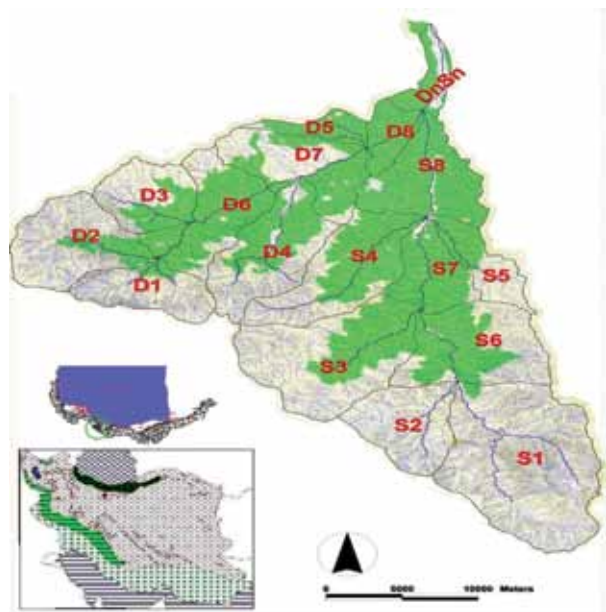 DnSn
D5
D8
D7
S8
D3
D6
D2
D4
S4
S5
D1
S7
S6
S3
S2
S1
0 5000 10000 Meters